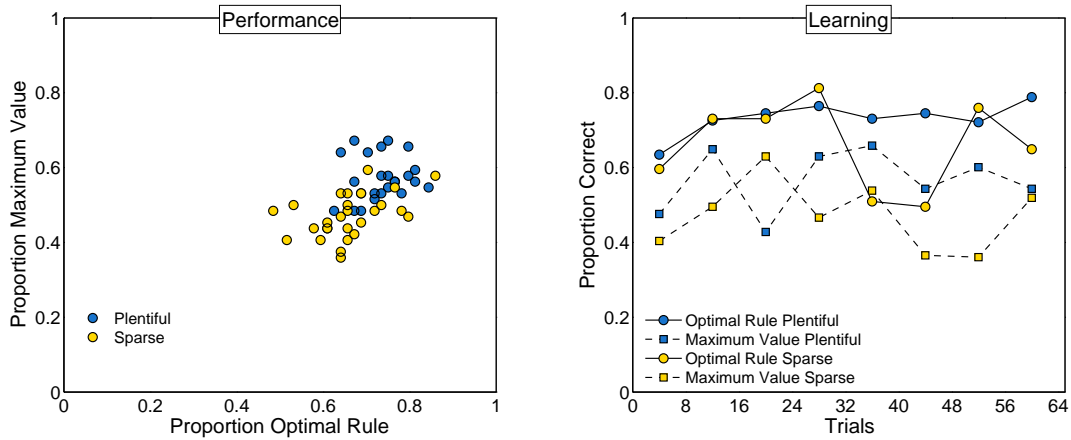 Performance
1
0.8
0.6
0.4
0.2
0
Proportion Maximum Value
Plentiful
Sparse
0 0.2 0.4 0.6 0.8 1
Proportion Optimal Rule
Learning
1
0.8
0.6
0.4
0.2
0
Proportion Correct
Optimal Rule Plentiful
Maximum Value Plentiful
Optimal Rule Sparse
Maximum Value Sparse
0 8 16 24 32 40 48 56 64
Trials